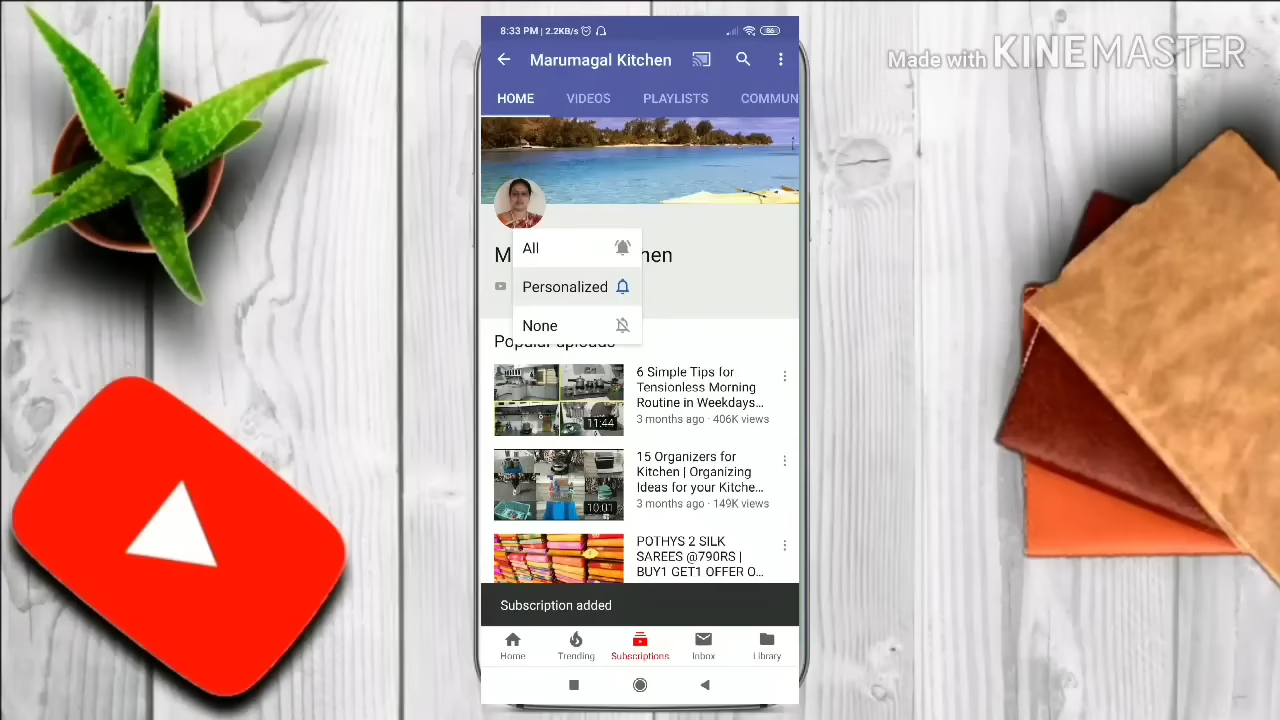 8:33 PM | 2.2KB/s
86
Made with KINEMASTER
Marumagal Kitchen
HOME VIDEOS PLAYLISTS COMMUN
All
M hen
Personalized
None
Popular uploads
6 Simple Tips for
Tensionless Morning
Routine in Weekdays...
3 months ago · 406K views
11:44
15 Organizers for
Kitchen | Organizing
Ideas for your Kitche...
3 months ago · 149K views
10:01
POTHYS 2 SILK
SAREES @790RS |
BUY1 GET1 OFFER O...
Subscription added
Home Trending Subscriptions Inbox Library